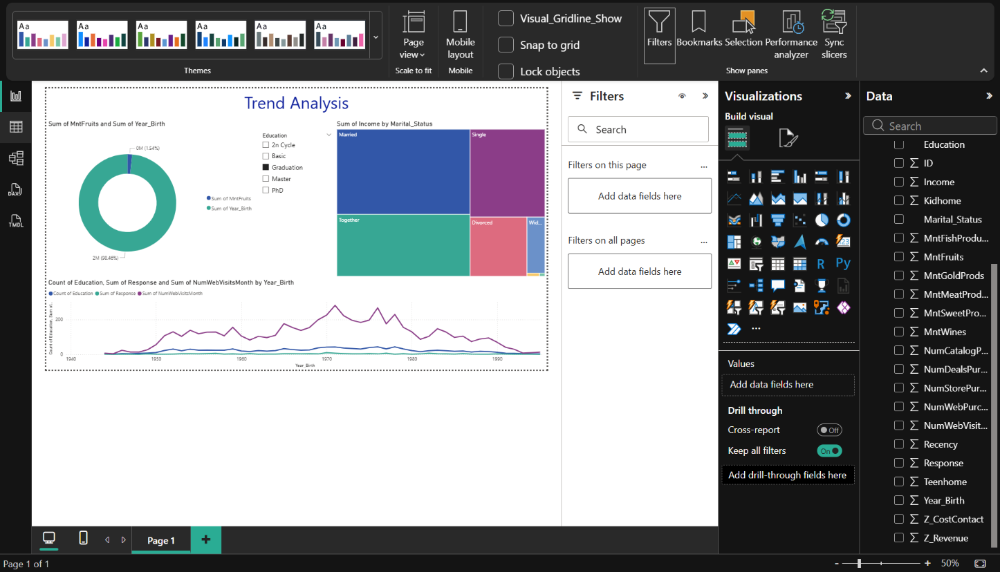 Aa Aa Aa Aa Aa Aa
Themes
Page
view
Scale to fit
Mobile
layout
Mobile
Visual_Gridline_Show
Snap to grid
Lock objects
Filters
Bookmarks
Selection
Performance
analyzer
Sync
slicers
Show panes
Trend Analysis
Sum of MntFruits and Sum of Year_Birth
0M (1.54%)
2M (98.46%)
Sum of MntFruits
Sum of Year_Birth
Education
2n Cycle
Basic
Graduation
Master
PhD
Sum of Income by Marital_Status
Married
Single
Together
Divorced
Wid...
Count of Education, Sum of Response and Sum of NumWebVisitsMonth by Year_Birth
Count of Education Sum of Response Sum of NumWebVisitsMonth
Count of Education, Sum of...
200
0
1940 1950 1960 1970 1980 1990
Year_Birth
Filters
Search
Filters on this page ...
Add data fields here
Filters on all pages ...
Add data fields here
Visualizations
Build visual
123
R Py
...
Values
Add data fields here
Drill through
Cross-report Off
Keep all filters On
Add drill-through fields here
Data
Search
Education
ID
Income
Kidhome
Marital_Status
MntFishProdu...
MntFruits
MntGoldProds
MntMeatProd...
MntSweetPro...
MntWines
NumCatalogP...
NumDealsPur...
NumStorePur...
NumWebPurc...
NumWebVisit...
Recency
Response
Teenhome
Year_Birth
Z_CostContact
Z_Revenue
DAX
TMDL
Page 1
+
Page 1 of 1
- + 50%